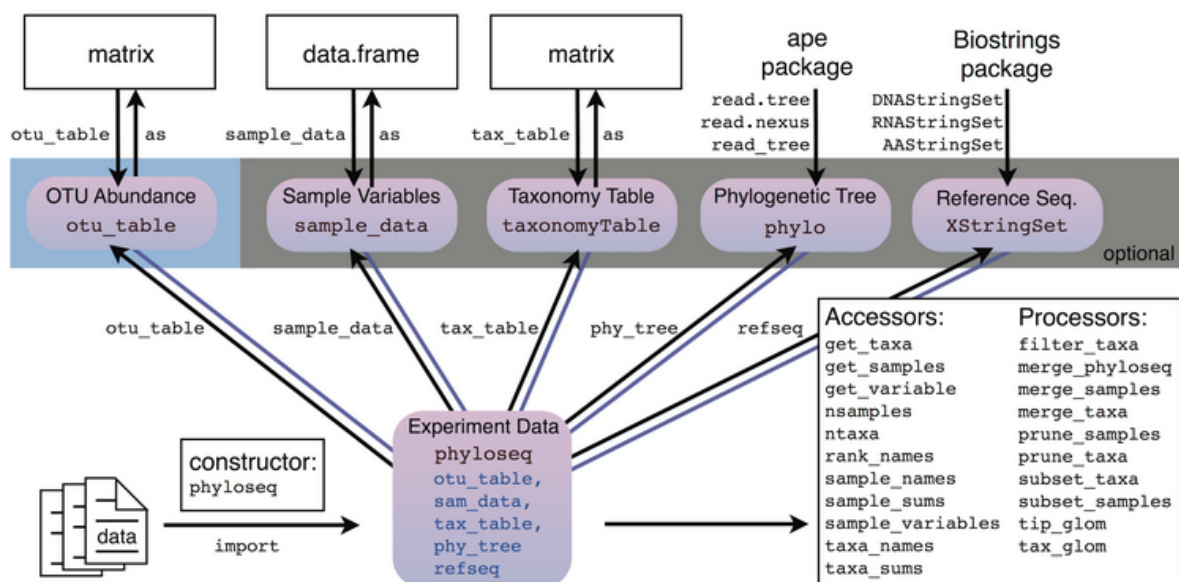 matrix
data.frame
matrix
ape
package
Biostrings
package
otu_table
as
sample_data
as
tax_table
as
read.tree
read.nexus
read_tree
DNAStringSet
RNAStringSet
AAStringSet
OTU Abundance
otu_table
Sample Variables
sample_data
Taxonomy Table
taxonomyTable
Phylogenetic Tree
phylo
Reference Seq.
XStringSet
optional
otu_table
sample_data
tax_table
phy_tree
refseq
Experiment Data
phyloseq
otu_table,
sam_data,
tax_table,
phy_tree
refseq
constructor:
phyloseq
data
import
Accessors:
get_taxa
get_samples
get_variable
nsamples
ntaxa
rank_names
sample_names
sample_sums
sample_variables
taxa_names
taxa_sums
Processors:
filter_taxa
merge_phyloseq
merge_samples
merge_taxa
prune_samples
prune_taxa
subset_taxa
subset_samples
tip_glom
tax_glom